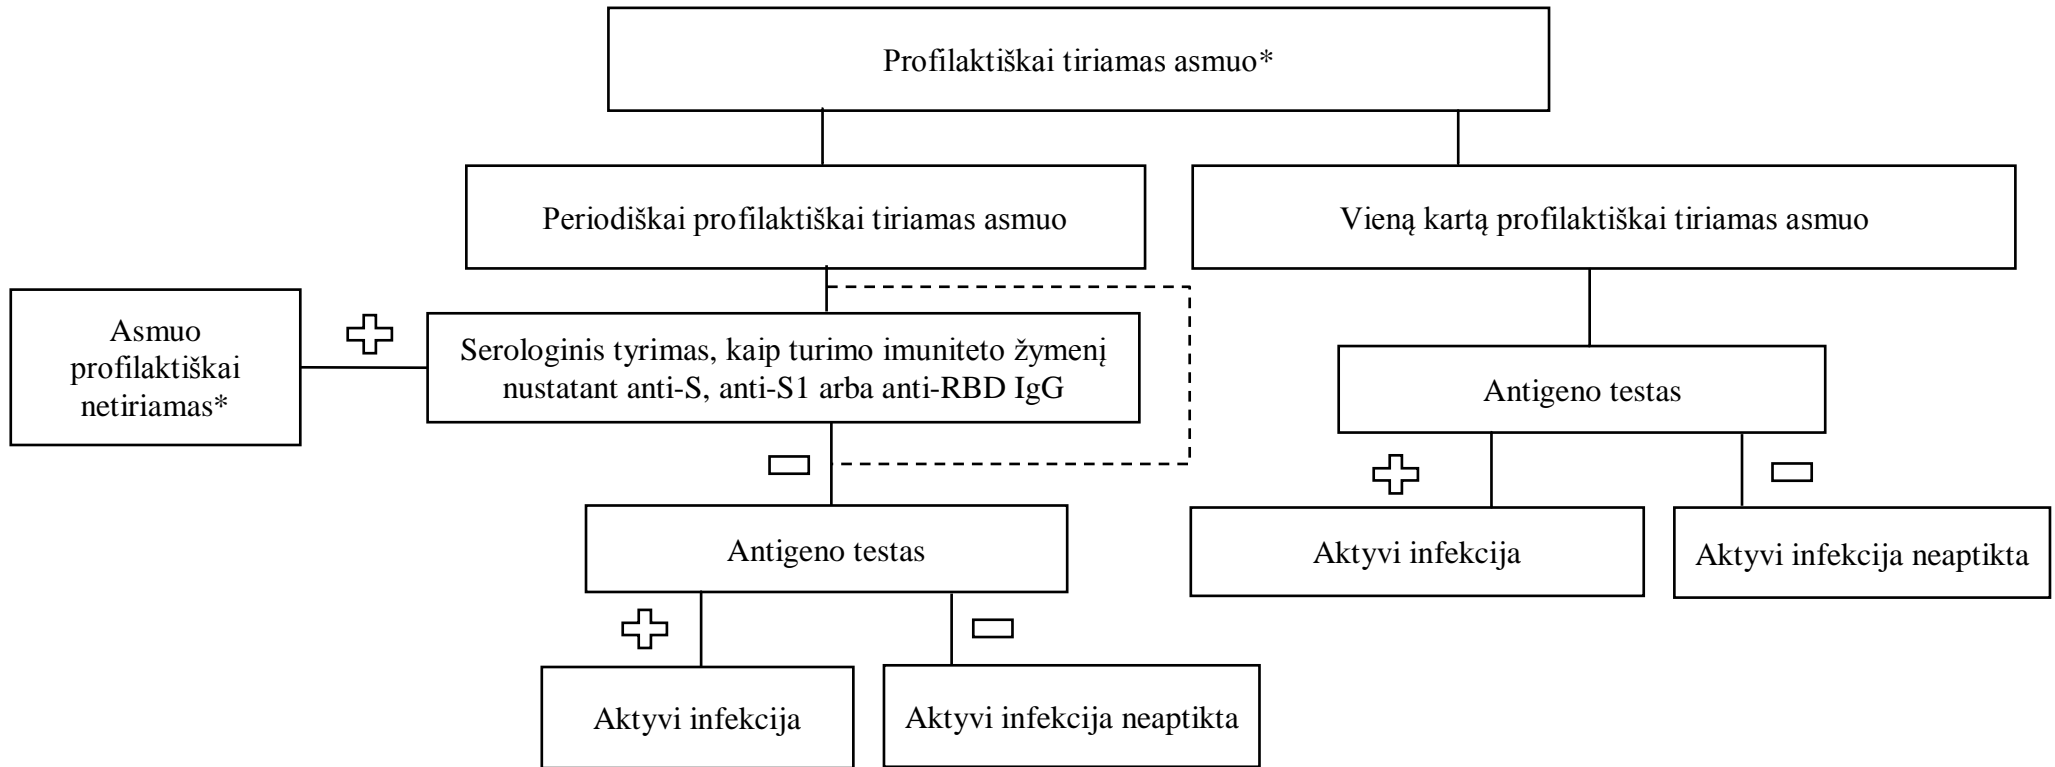 Profilaktiškai tiriamas asmuo*
Periodiškai profilaktiškai tiriamas asmuo
Vieną kartą profilaktiškai tiriamas asmuo
Asmuo
profilaktiškai
netiriamas*
Serologinis tyrimas, kaip turimo imuniteto žymenį
nustatant anti-S, anti-S1 arba anti-RBD IgG
Antigeno testas
Antigeno testas
Aktyvi infekcija
Aktyvi infekcija neaptikta
Aktyvi infekcija
Aktyvi infekcija neaptikta